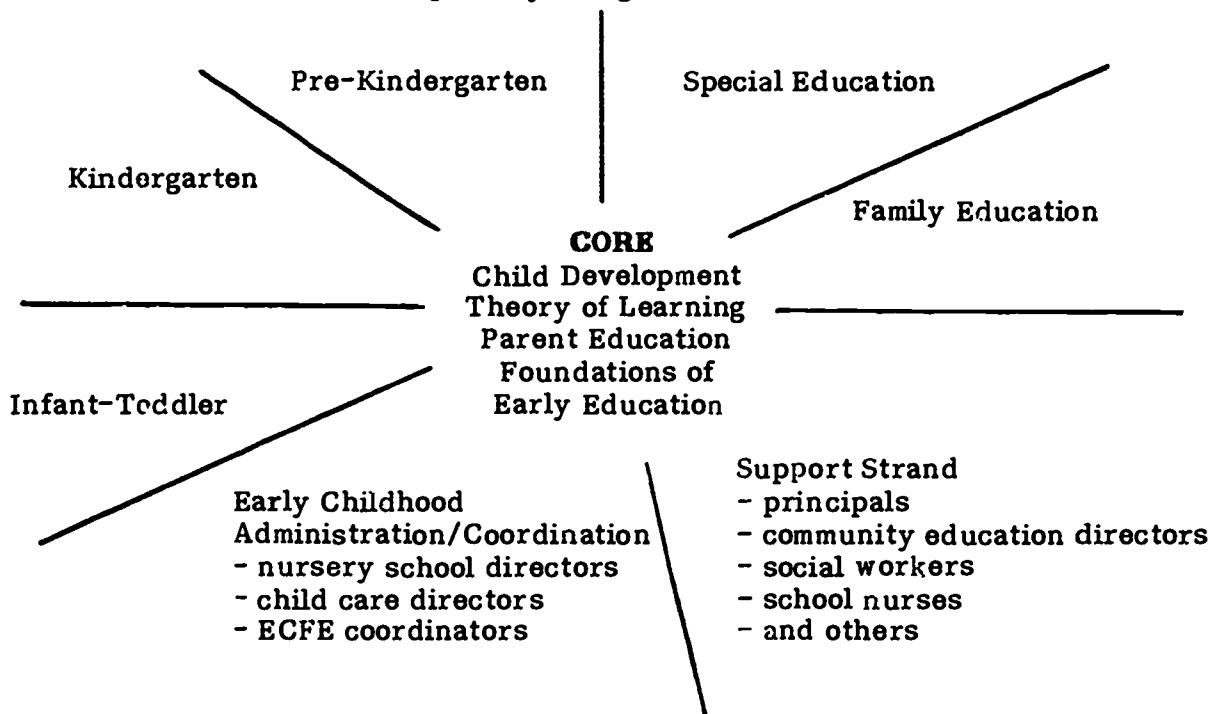 Pre-Kindergarten
Special Education
Kindergarten
Family Education
CORE
Child Development
Theory of Learning
Parent Education
Foundations of
Early Education
Infant-Toddler
Early Childhood
Administration/Coordination
- nursery school directors
- child care directors
- ECFE coordinators
Support Strand
- principals
- community education directors
- social workers
- school nurses
- and others